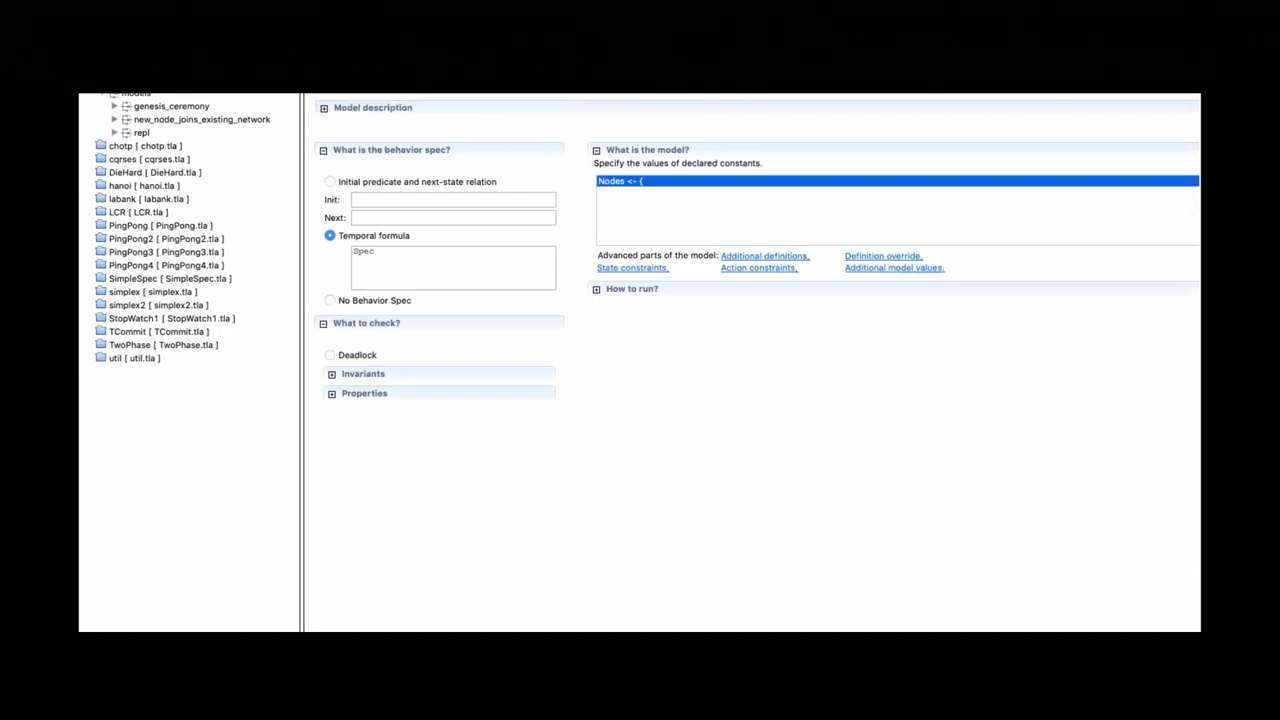 models
genesis_ceremony
new_node_joins_existing_network
repl
chotp [ chotp.tla ]
cqrses [ cqrses.tla ]
DieHard [ DieHard.tla ]
hanoi [ hanoi.tla ]
labank [ labank.tla ]
LCR [ LCR.tla ]
PingPong [ PingPong.tla ]
PingPong2 [ PingPong2.tla ]
PingPong3 [ PingPong3.tla ]
PingPong4 [ PingPong4.tla ]
SimpleSpec [ SimpleSpec.tla ]
simplex [ simplex.tla ]
simplex2 [ simplex2.tla ]
StopWatch1 [ StopWatch1.tla ]
TCommit [ TCommit.tla ]
TwoPhase [ TwoPhase.tla ]
util [ util.tla ]
Model description
What is the behavior spec?
Initial predicate and next-state relation
Init:
Next:
Temporal formula
Spec
No Behavior Spec
What to check?
Deadlock
Invariants
Properties
What is the model?
Specify the values of declared constants.
Nodes <- {
Advanced parts of the model: Additional definitions, Definition override,
State constraints, Action constraints, Additional model values.
How to run?